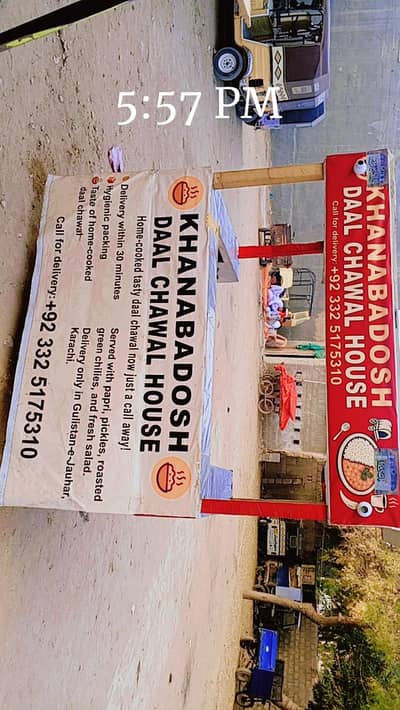 5:57 PM
KHANABADOSH
DAAL CHAWAL HOUSE
Call for delivery: +92 332 5175310
KHANABADOSH
DAAL CHAWAL HOUSE
Home-cooked tasty daal chawal now just a call away!
Delivery within 30 minutes
Hygienic packing
Taste of home-cooked
daal chawal
Served with papri, pickles, roasted
green chilies, and fresh salad.
Delivery only in Gulistan-e-Jauhar,
Karachi.
Call for delivery: +92 332 5175310